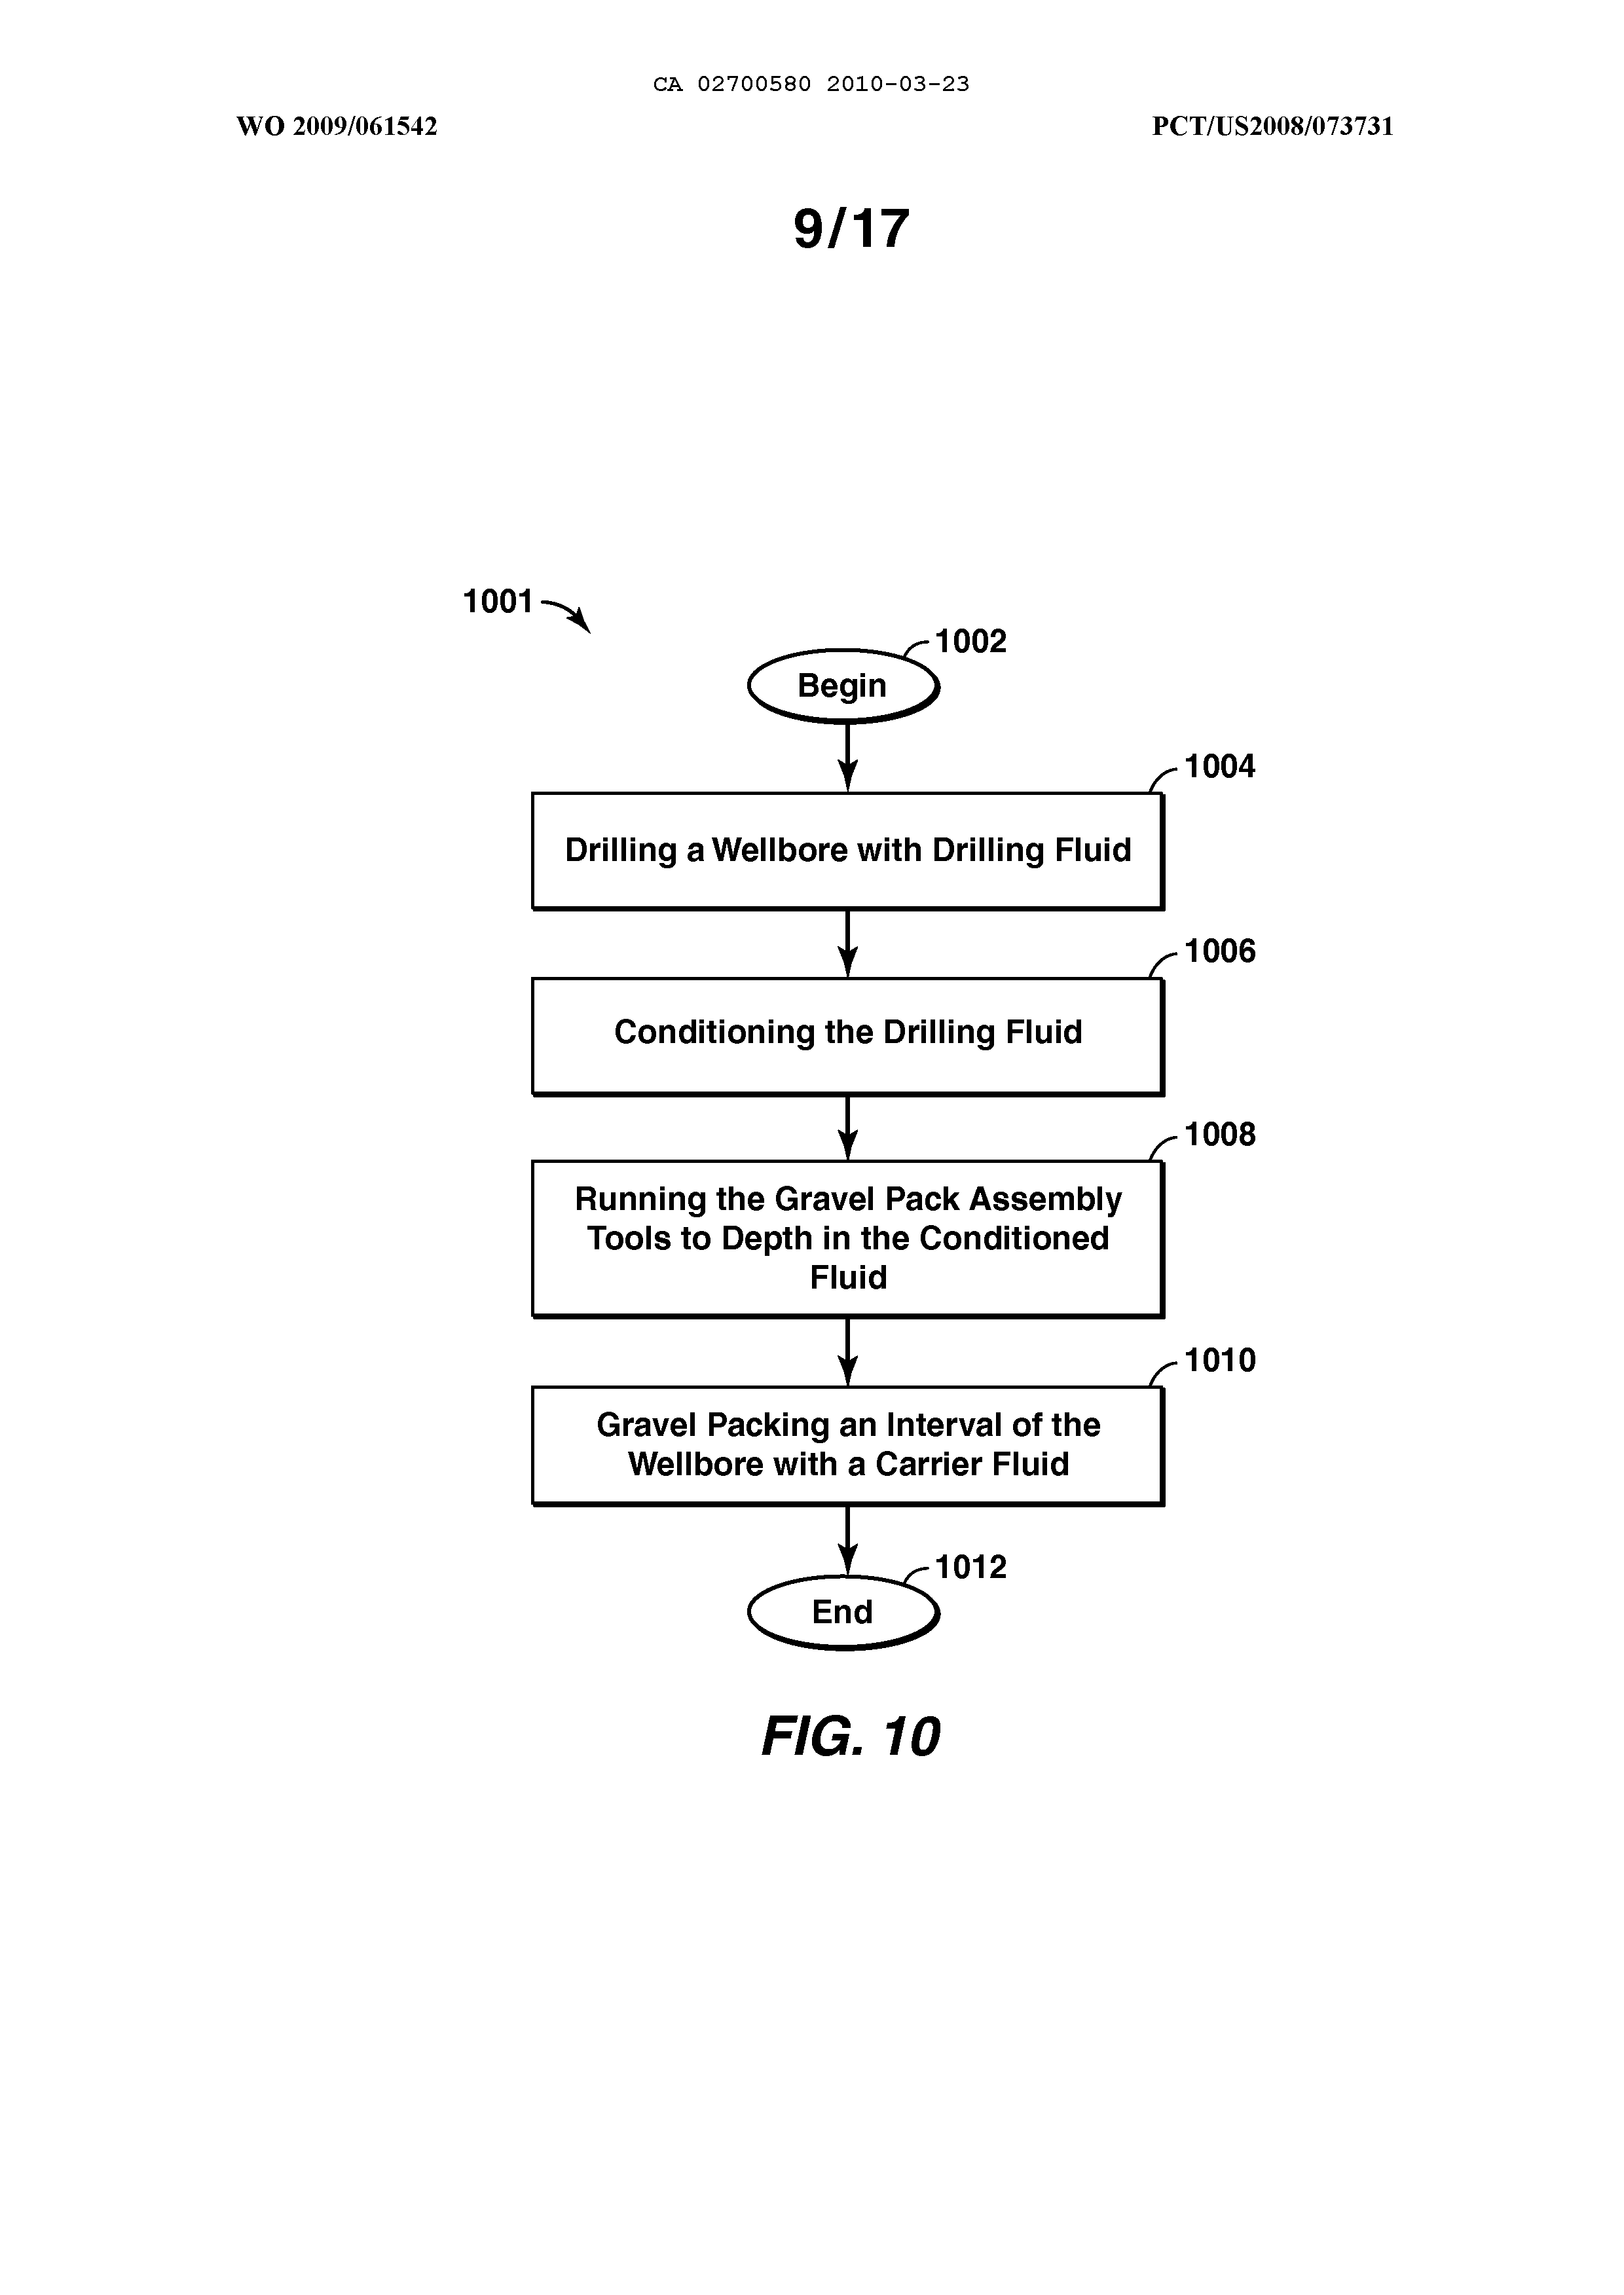 CA 02700580 2010-03-23
WO 2009/061542 PCT/US2008/073731
9/17
1001
1002
Begin
1004
Drilling a Wellbore with Drilling Fluid
1006
Conditioning the Drilling Fluid
1008
Running the Gravel Pack Assembly
Tools to Depth in the Conditioned
Fluid
1010
Gravel Packing an Interval of the
Wellbore with a Carrier Fluid
1012
End
FIG. 10